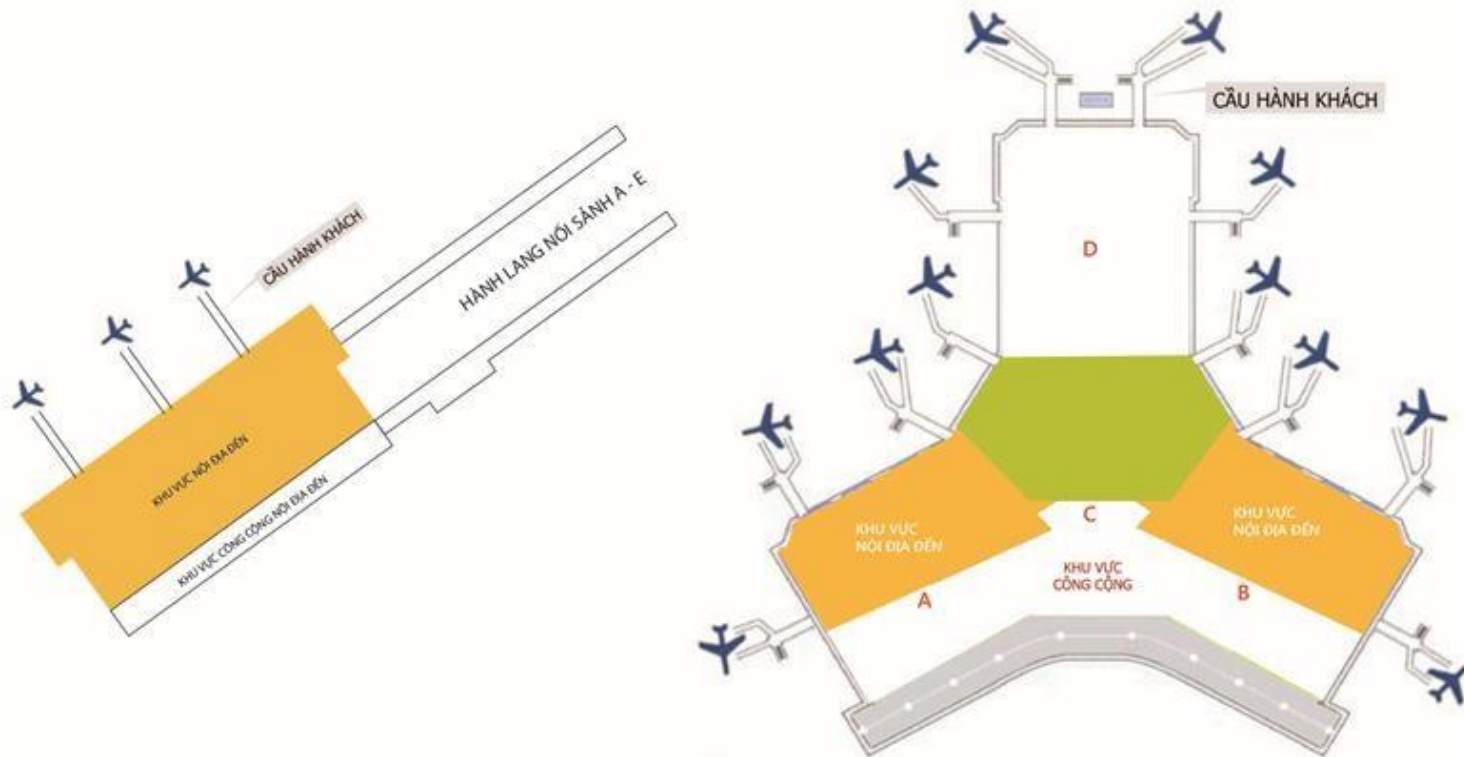 CẦU HÀNH KHÁCH
HÀNH LANG NỐI SẢNH A - E
KHU VỰC NỘI ĐỊA ĐẾN
KHU VỰC CÔNG CỘNG NỘI ĐỊA ĐẾN
CẦU HÀNH KHÁCH
D
KHU VỰC
NỘI ĐỊA ĐẾN
C
KHU VỰC
NỘI ĐỊA ĐẾN
KHU VỰC
CÔNG CỘNG
A
B